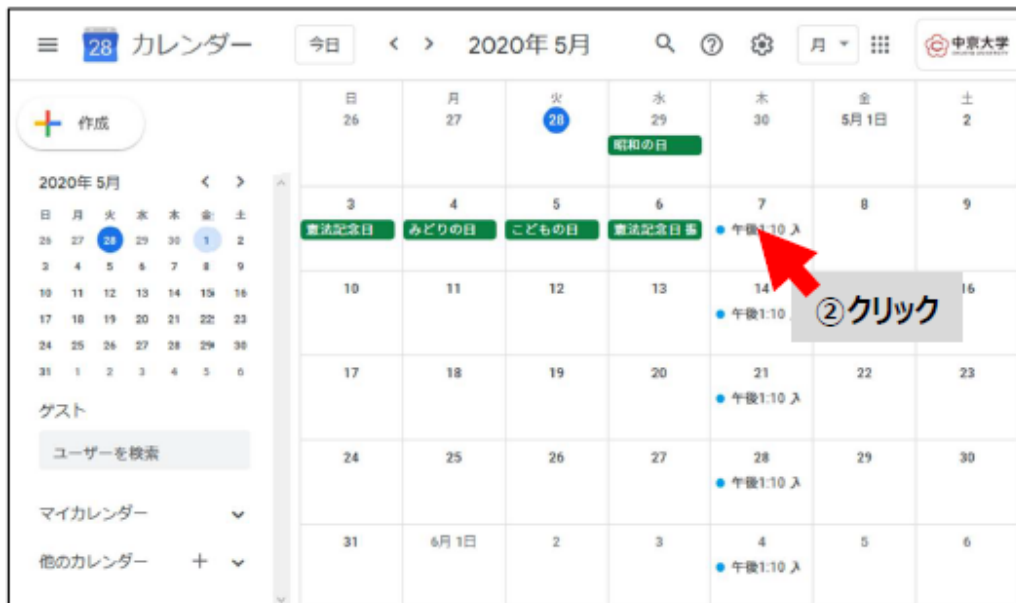 28 カレンダー 今日 < > 2020年 5月 月 中京大学
作成
2020年 5月 < >
日 月 火 水 木 金 土
26 27 28 29 30 1 2
3 4 5 6 7 8 9
10 11 12 13 14 15 16
17 18 19 20 21 22 23
24 25 26 27 28 29 30
31 1 2 3 4 5 6
ゲスト
ユーザーを検索
マイカレンダー
他のカレンダー +
日 月 火 水 木 金 土
26 27 28 29 30 5月 1日 2
昭和の日
3 4 5 6 7 8 9
憲法記念日 みどりの日 こどもの日 憲法記念日 振 午後1:10 入
10 11 12 13 14 16
午後1:10
②クリック
17 18 19 20 21 22 23
午後1:10 入
24 25 26 27 28 29 30
午後1:10 入
31 6月 1日 2 3 4 5 6
午後1:10 入